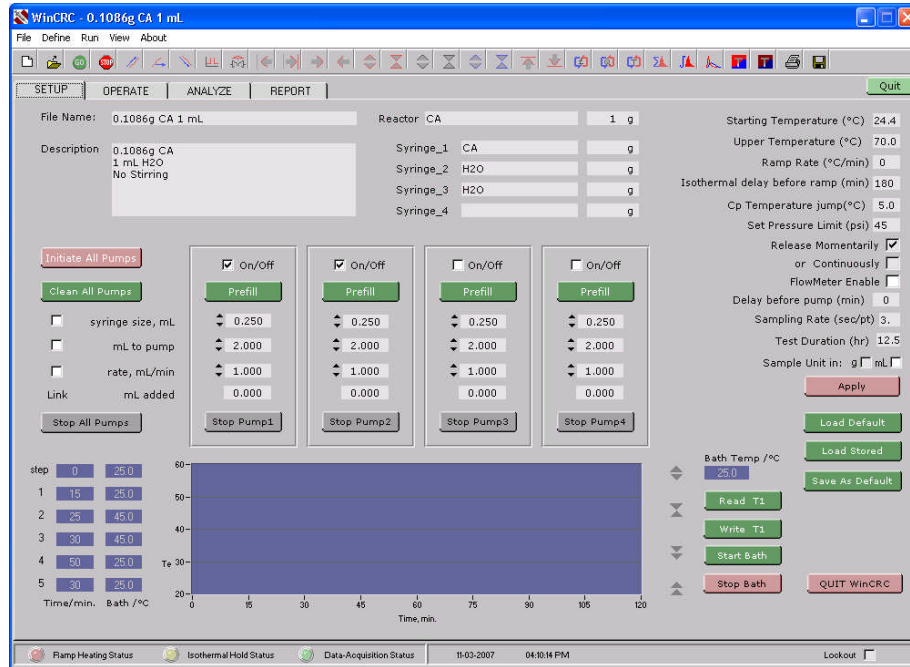 WinCRC - 0.1086g CA 1 mL
File Define Run View About
GO STOP
SETUP OPERATE ANALYZE REPORT Quit
File Name: 0.1086g CA 1 mL Reactor CA 1 g
Description 0.1086g CA
1 mL H2O
No Stirring
Syringe_1 CA g
Syringe_2 H2O g
Syringe_3 H2O g
Syringe_4 g
Starting Temperature (°C) 24.4
Upper Temperature (°C) 70.0
Ramp Rate (°C/min) 0
Isothermal delay before ramp (min) 180
Cp Temperature jump(°C) 5.0
Set Pressure Limit (psi) 45
Release Momentarily
or Continuously
FlowMeter Enable
Delay before pump (min) 0
Sampling Rate (sec/pt) 3.
Test Duration (hr) 12.5
Sample Unit in: g mL
Apply
Load Default
Load Stored
Save As Default
Initiate All Pumps On/Off On/Off On/Off On/Off
Clean All Pumps Prefill Prefill Prefill Prefill
syringe size, mL 0.250 0.250 0.250 0.250
mL to pump 2.000 2.000 2.000 2.000
rate, mL/min 1.000 1.000 1.000 1.000
Link mL added 0.000 0.000 0.000 0.000
Stop All Pumps Stop Pump1 Stop Pump2 Stop Pump3 Stop Pump4
step 0 25.0
1 15 25.0
2 25 45.0
3 30 45.0
4 50 25.0
5 30 25.0
Time/min. Bath /°C
60
50
40
Te 30
20
0 15 30 45 60 75 90 105 120
Time, min.
Bath Temp /°C
25.0
Read T1
Write T1
Start Bath
Stop Bath QUIT WinCRC
Ramp Heating Status Isothermal Hold Status Data-Acquisition Status 11-03-2007 04:10:14 PM Lockout